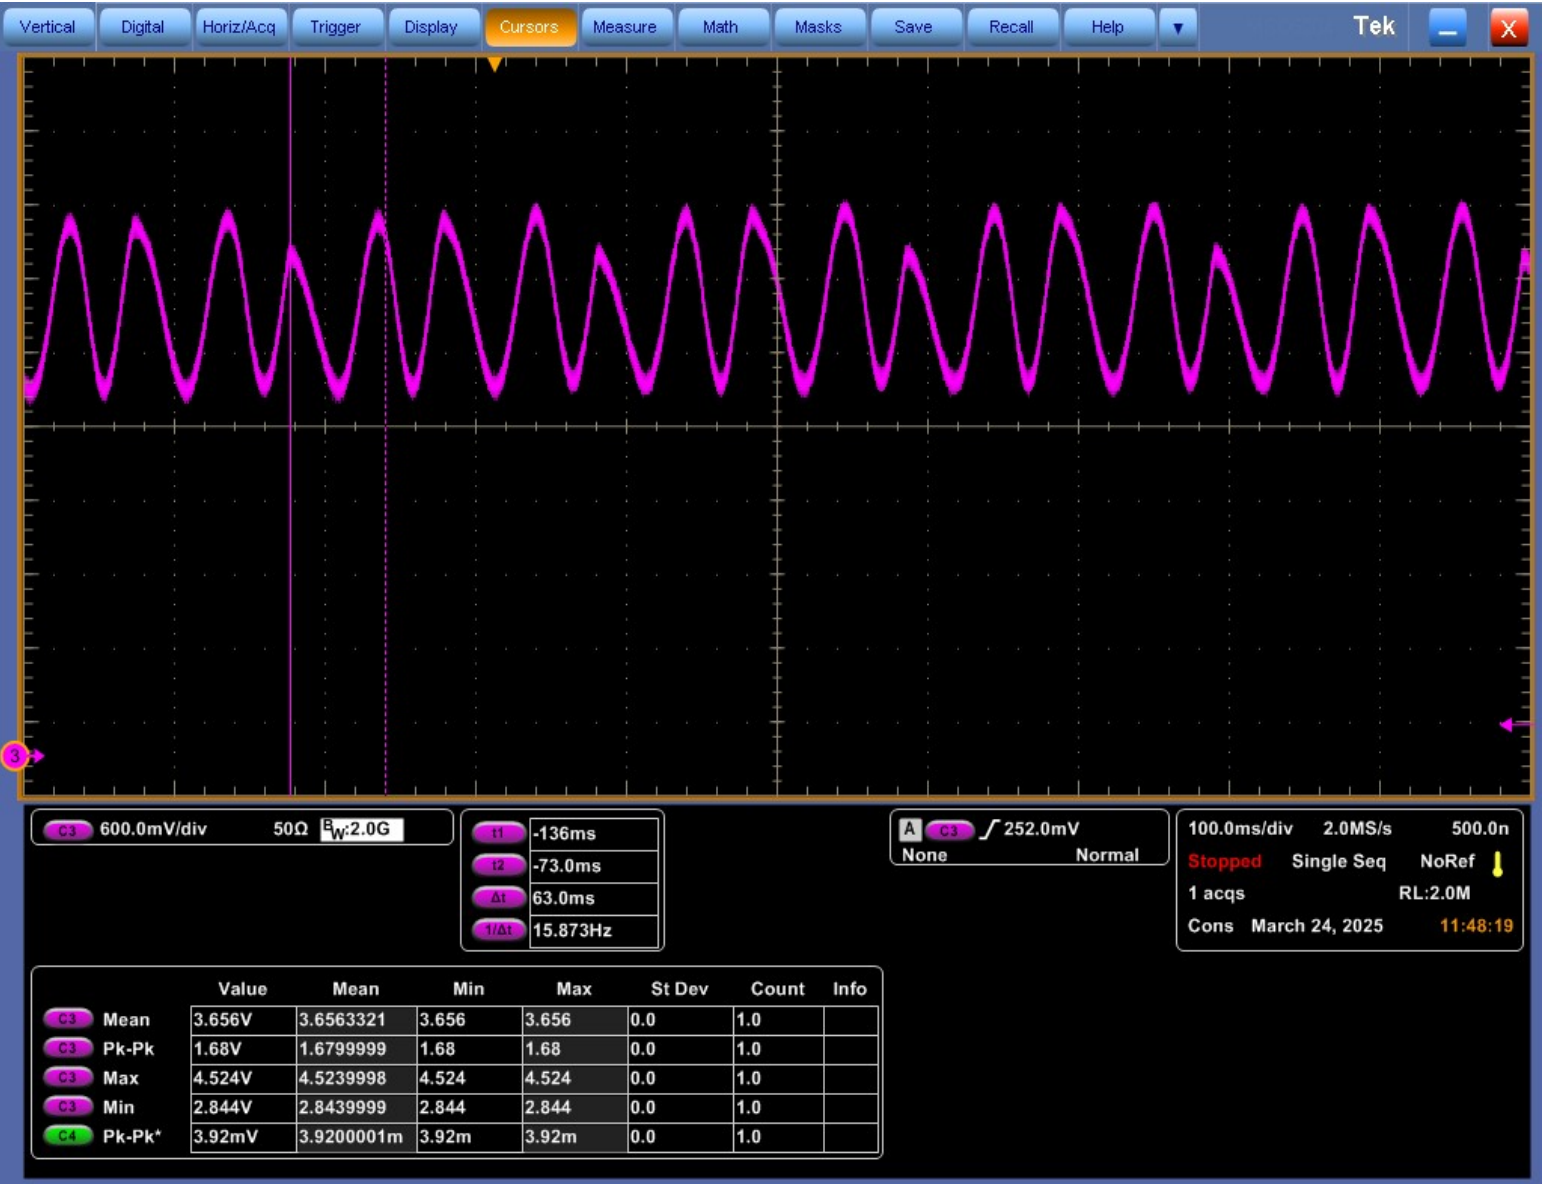 Vertical Digital Horiz/Acq Trigger Display Cursors Measure Math Masks Save Recall Help ▼ Tek X
3
C3 600.0mV/div 50Ω BW:2.0G
t1 -136ms
t2 -73.0ms
Δt 63.0ms
1/Δt 15.873Hz
A C3 252.0mV
None Normal
100.0ms/div 2.0MS/s 500.0n
Stopped Single Seq NoRef
1 acqs RL:2.0M
Cons March 24, 2025 11:48:19
Value Mean Min Max St Dev Count Info
C3 Mean 3.656V 3.6563321 3.656 3.656 0.0 1.0
C3 Pk-Pk 1.68V 1.6799999 1.68 1.68 0.0 1.0
C3 Max 4.524V 4.5239998 4.524 4.524 0.0 1.0
C3 Min 2.844V 2.8439999 2.844 2.844 0.0 1.0
C4 Pk-Pk* 3.92mV 3.9200001m 3.92m 3.92m 0.0 1.0